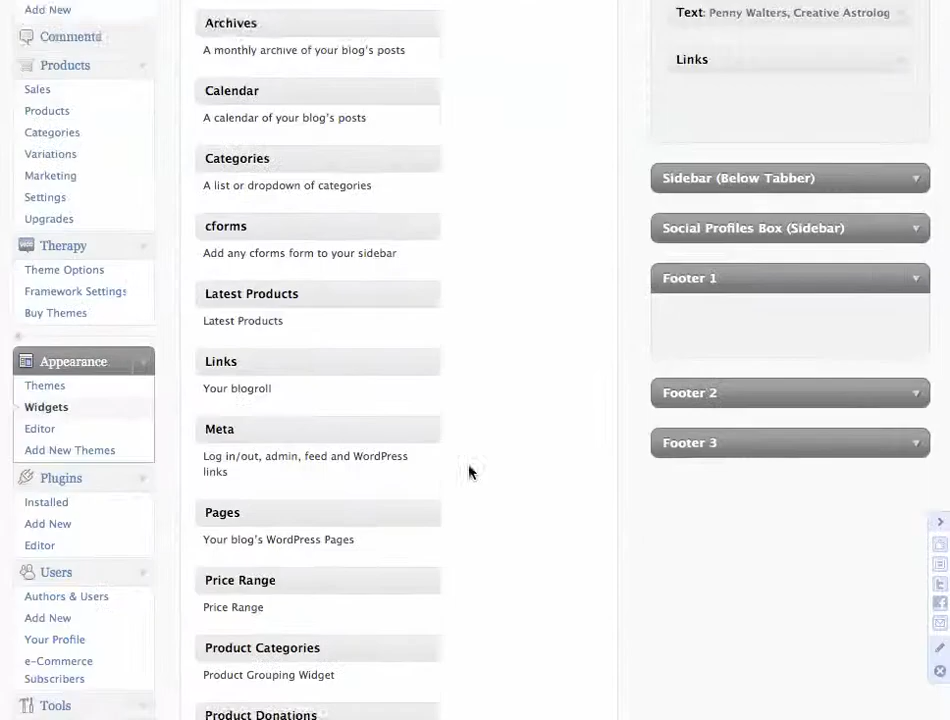 Add New
Comments
Products
Sales
Products
Categories
Variations
Marketing
Settings
Upgrades
Therapy
Theme Options
Framework Settings
Buy Themes
Appearance
Themes
Widgets
Editor
Add New Themes
Plugins
Installed
Add New
Editor
Users
Authors & Users
Add New
Your Profile
e-Commerce
Subscribers
Tools
Archives
A monthly archive of your blog's posts
Calendar
A calendar of your blog's posts
Categories
A list or dropdown of categories
cforms
Add any cforms form to your sidebar
Latest Products
Latest Products
Links
Your blogroll
Meta
Log in/out, admin, feed and WordPress
links
Pages
Your blog's WordPress Pages
Price Range
Price Range
Product Categories
Product Grouping Widget
Product Donations
Text: Penny Walters, Creative Astrolog
Links
Sidebar (Below Tabber)
Social Profiles Box (Sidebar)
Footer 1
Footer 2
Footer 3